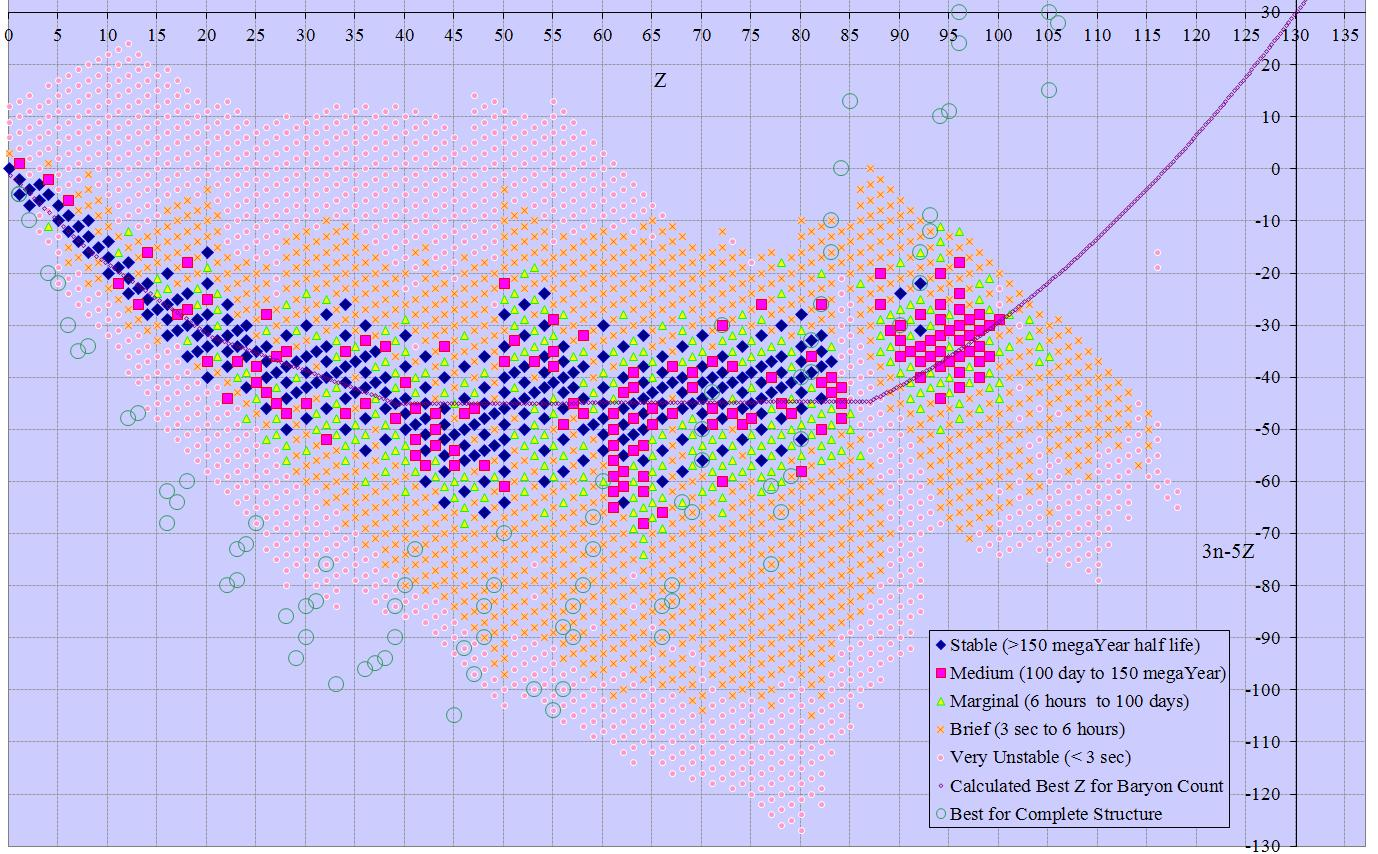 30
0 5 10 15 20 25 30 35 40 45 50 55 60 65 70 75 80 85 90 95 100 105 110 115 120 125 130 135
20
Z
10
0
-10
-20
-30
-40
-50
-60
-70
3n-5Z
-80
-90
Stable (>150 megaYear half life)
Medium (100 day to 150 megaYear)
-100
Marginal (6 hours to 100 days)
Brief (3 sec to 6 hours)
-110
Very Unstable (< 3 sec)
Calculated Best Z for Baryon Count
-120
Best for Complete Structure
-130